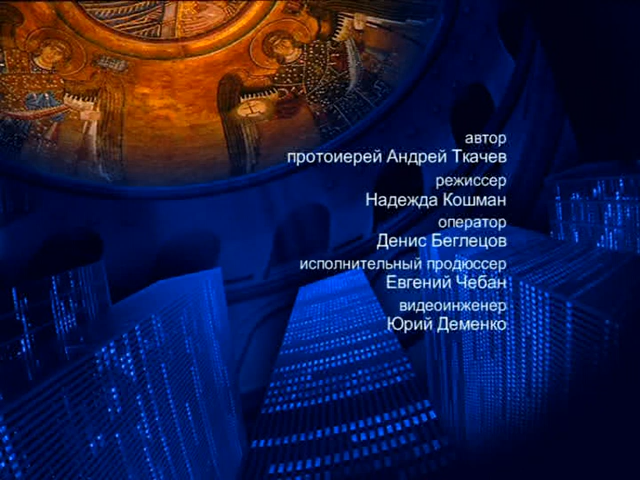 автор
протоиерей Андрей Ткачев
режиссер
Надежда Кошман
оператор
Денис Беглецов
исполнительный продюссер
Евгений Чебан
видеоинженер
Юрий Деменко